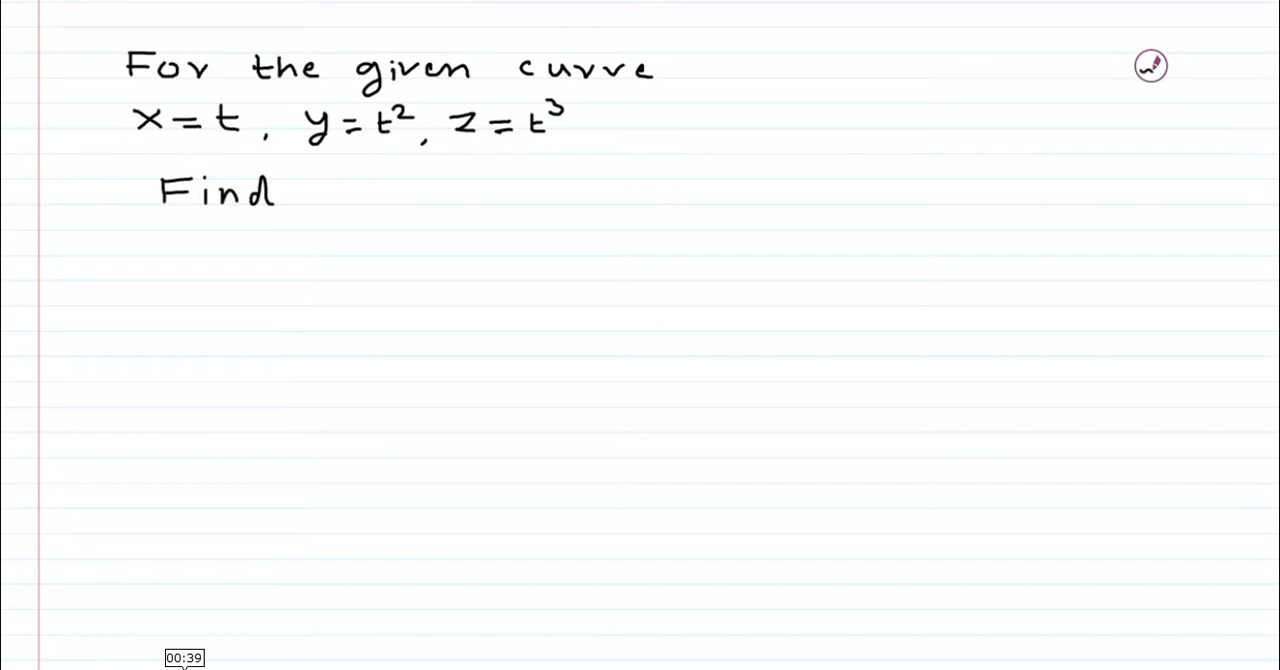 For the given curve
x = t , y = t², z = t³
Find
00:39